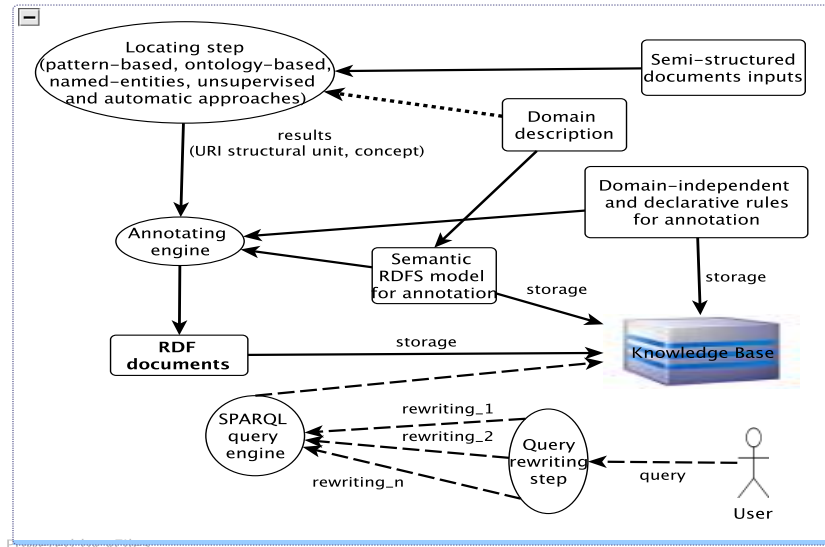 Locating step
(pattern-based, ontology-based,
named-entities, unsupervised
and automatic approaches)
Semi-structured
documents inputs
Domain
description
results
(URI structural unit, concept)
Domain-independent
and declarative rules
for annotation
Annotating
engine
Semantic
RDFS model
for annotation
storage
storage
RDF
documents
storage
Knowledge Base
SPARQL
query
engine
rewriting_1
rewriting_2
rewriting_n
Query
rewriting
step
query
User